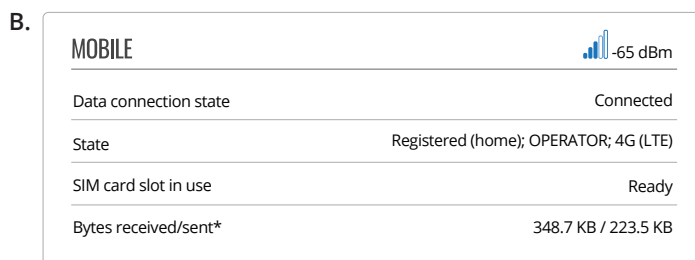 B.
MOBILE -65 dBm
Data connection state Connected
State Registered (home); OPERATOR; 4G (LTE)
SIM card slot in use Ready
Bytes received/sent* 348.7 KB / 223.5 KB